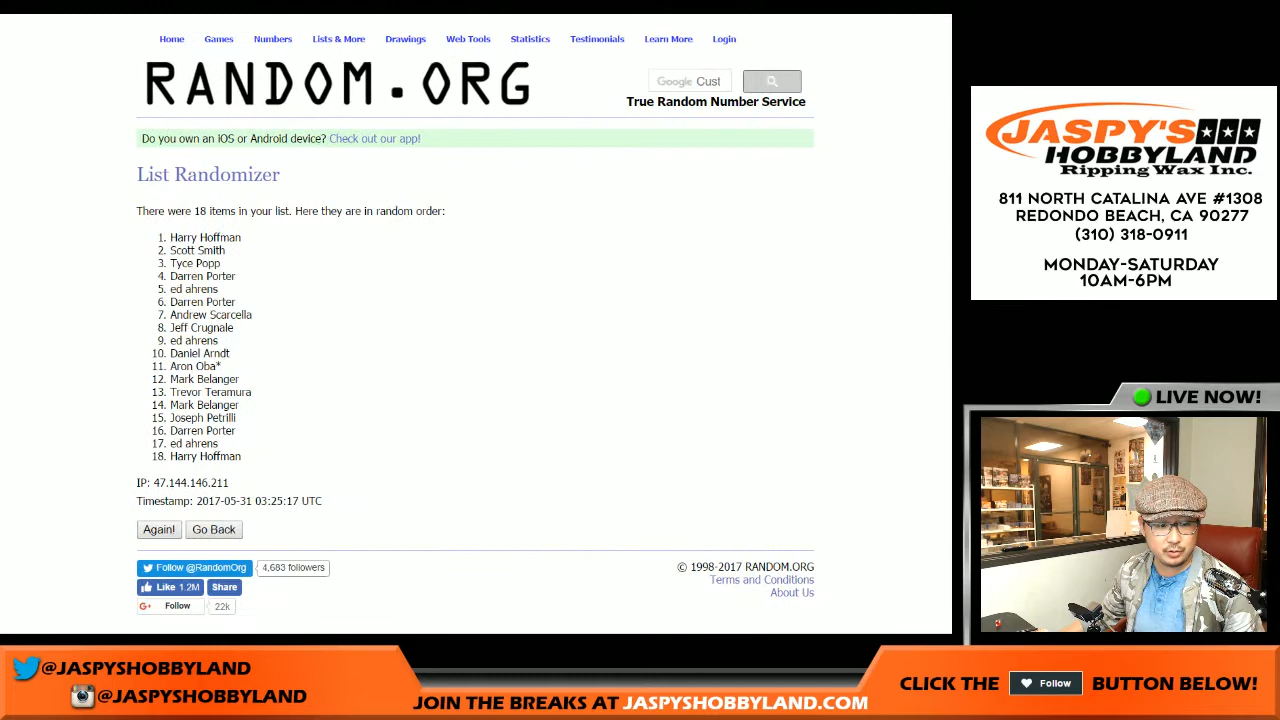 Home Games Numbers Lists & More Drawings Web Tools Statistics Testimonials Learn More Login
RANDOM.ORG
Google Cust
True Random Number Service
Do you own an iOS or Android device? Check out our app!
List Randomizer
There were 18 items in your list. Here they are in random order:
1. Harry Hoffman
2. Scott Smith
3. Tyce Popp
4. Darren Porter
5. ed ahrens
6. Darren Porter
7. Andrew Scarcella
8. Jeff Crugnale
9. ed ahrens
10. Daniel Arndt
11. Aron Oba*
12. Mark Belanger
13. Trevor Teramura
14. Mark Belanger
15. Joseph Petrilli
16. Darren Porter
17. ed ahrens
18. Harry Hoffman
IP: 47.144.146.211
Timestamp: 2017-05-31 03:25:17 UTC
Again! Go Back
Follow @RandomOrg 4,683 followers
Like 1.2M Share
G+ Follow 22k
© 1998-2017 RANDOM.ORG
Terms and Conditions
About Us
JASPY'S
HOBBYLAND
Ripping Wax Inc.
811 NORTH CATALINA AVE #1308
REDONDO BEACH, CA 90277
(310) 318-0911
MONDAY-SATURDAY
10AM-6PM
LIVE NOW!
@JASPYSHOBBYLAND
@JASPYSHOBBYLAND
JOIN THE BREAKS AT JASPYSHOBBYLAND.COM
CLICK THE Follow BUTTON BELOW!